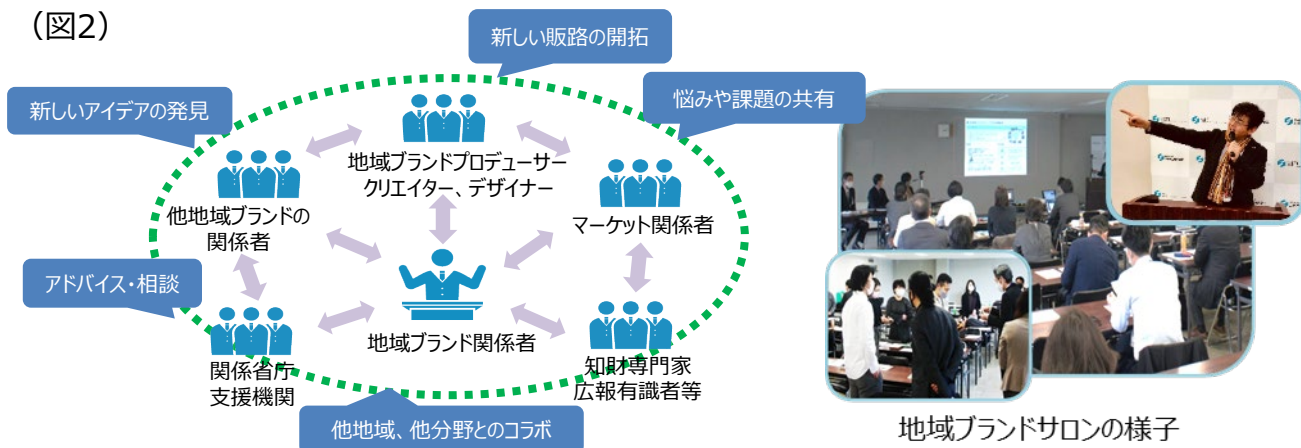 （図2）
新しい販路の開拓
悩みや課題の共有
新しいアイデアの発見
地域ブランドプロデューサー
クリエイター、デザイナー
他地域ブランドの
関係者
マーケット関係者
アドバイス・相談
地域ブランド関係者
関係省庁
支援機関
知財専門家
広報有識者等
他地域、他分野とのコラボ
地域ブランドサロンの様子